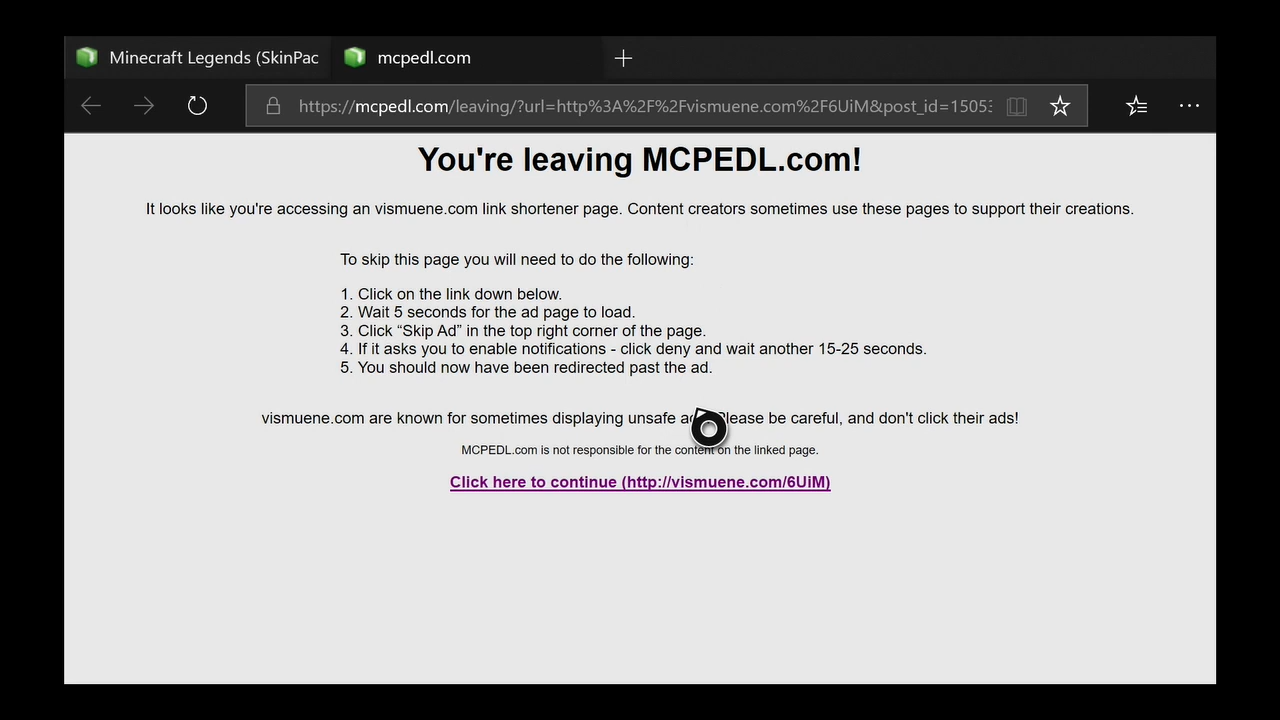 Minecraft Legends (SkinPac
mcpedl.com
https://mcpedl.com/leaving/?url=http%3A%2F%2Fvismuene.com%2F6UiM&post_id=1505
You're leaving MCPEDL.com!
It looks like you're accessing an vismuene.com link shortener page. Content creators sometimes use these pages to support their creations.
To skip this page you will need to do the following:
1. Click on the link down below.
2. Wait 5 seconds for the ad page to load.
3. Click “Skip Ad” in the top right corner of the page.
4. If it asks you to enable notifications - click deny and wait another 15-25 seconds.
5. You should now have been redirected past the ad.
vismuene.com are known for sometimes displaying unsafe Please be careful, and don't click their ads!
MCPEDL.com is not responsible for the content on the linked page.
Click here to continue (http://vismuene.com/6UiM)